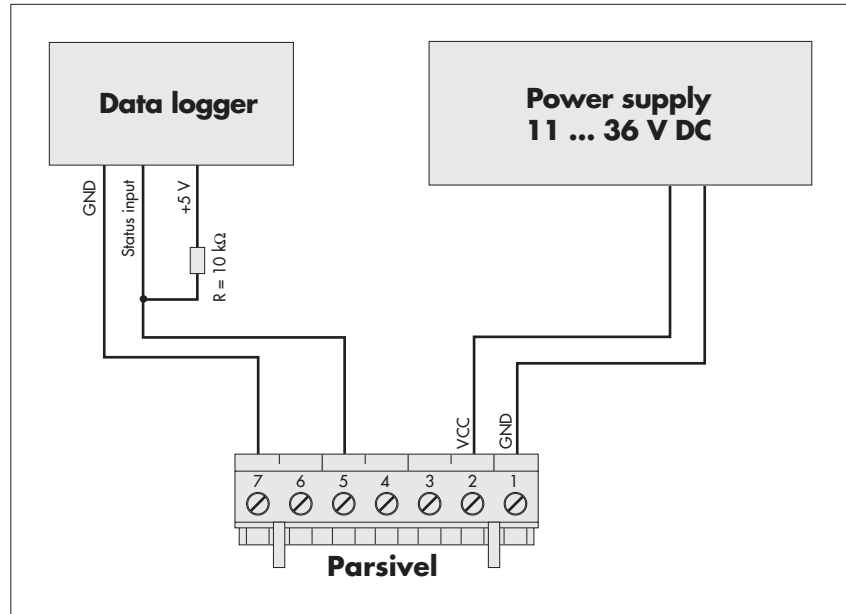 Data logger
Power supply
11 ... 36 V DC
GND
Status input
+5 V
R = 10 kΩ
VCC
GND
7 6 5 4 3 2 1
Parsivel